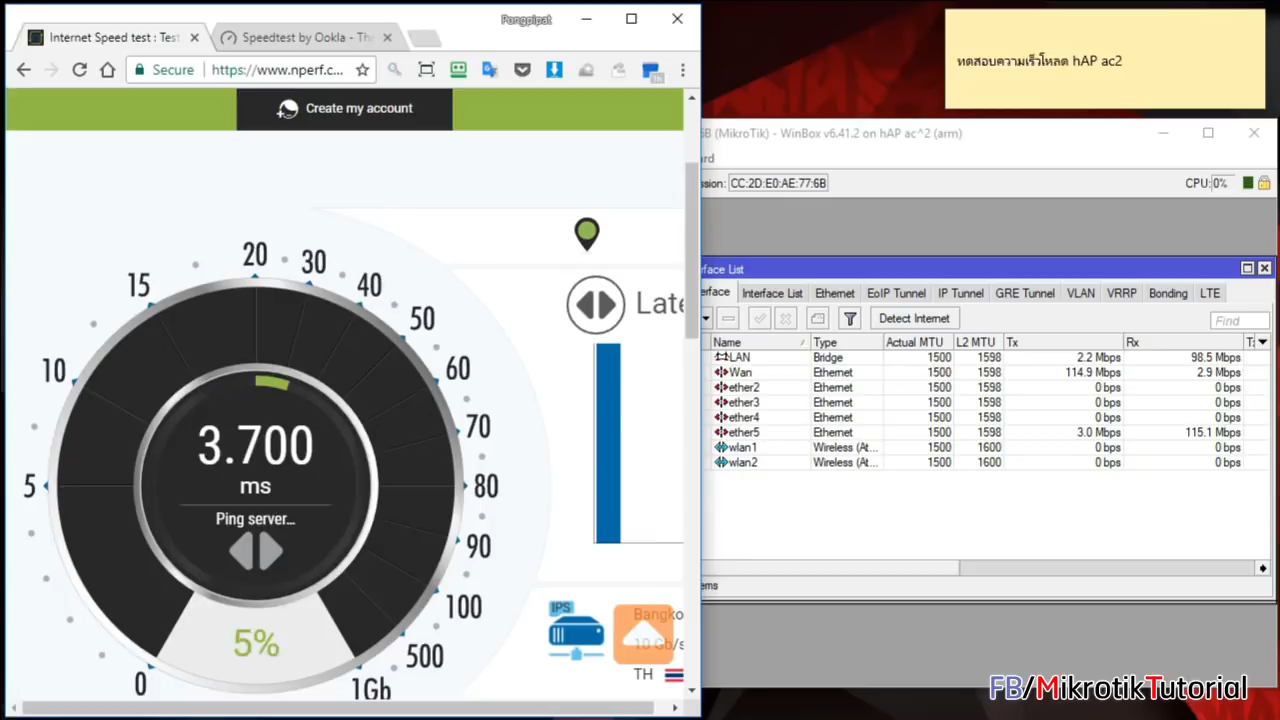 Pongpipat
Internet Speed test : Test
Speedtest by Ookla - The
Secure
https://www.nperf.c...
Create my account
20
15
30
40
10
50
60
70
5
80
90
100
500
0
1Gb
3.700
ms
Ping server...
5%
Late
IPS
Bangko
10 Gb/s
TH
ทดสอบความเร็วโหลด hAP ac2
6B (MikroTik) - WinBox v6.41.2 on hAP ac^2 (arm)
ard
ssion: CC:2D:E0:AE:77:6B
CPU: 0%
rface List
erface Interface List Ethernet EoIP Tunnel IP Tunnel GRE Tunnel VLAN VRRP Bonding LTE
Detect Internet
Find
Name Type Actual MTU L2 MTU Tx Rx T
LAN Bridge 1500 1598 2.2 Mbps 98.5 Mbps
Wan Ethernet 1500 1598 114.9 Mbps 2.9 Mbps
ether2 Ethernet 1500 1598 0 bps 0 bps
ether3 Ethernet 1500 1598 0 bps 0 bps
ether4 Ethernet 1500 1598 0 bps 0 bps
ether5 Ethernet 1500 1598 3.0 Mbps 115.1 Mbps
wlan1 Wireless (At... 1500 1600 0 bps 0 bps
wlan2 Wireless (At... 1500 1600 0 bps 0 bps
ems
FB/MikrotikTutorial